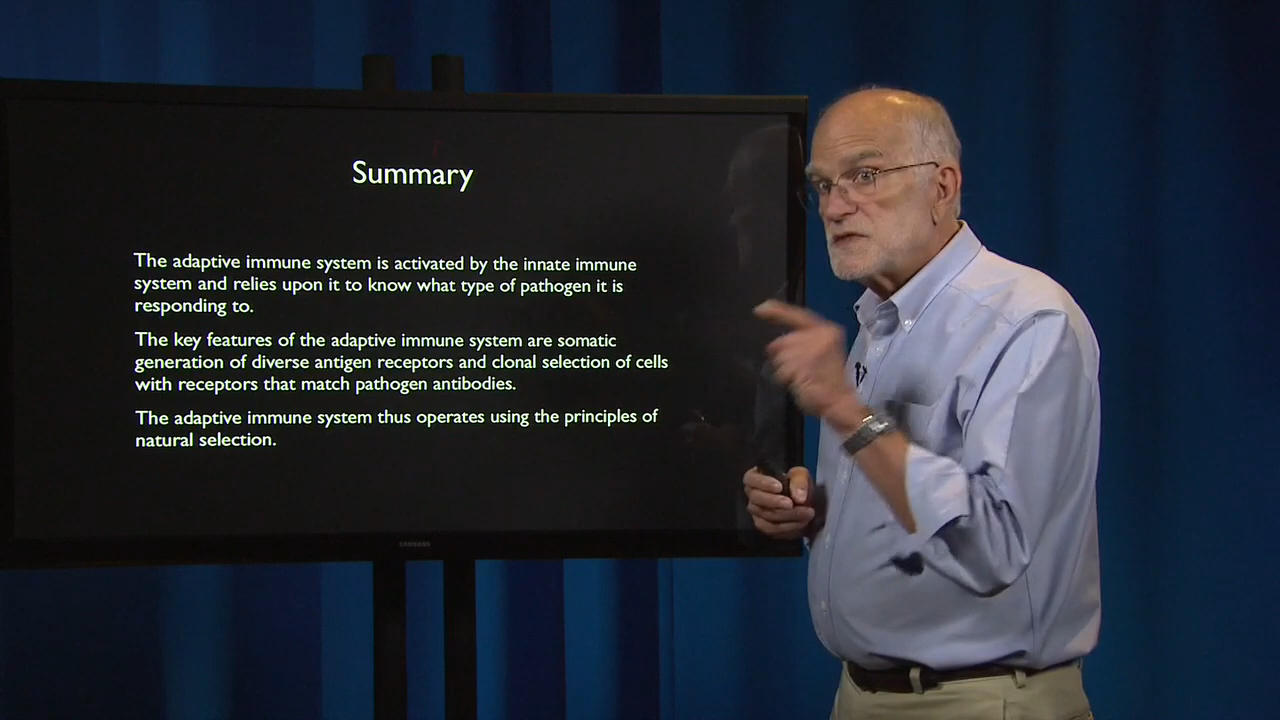 Summary
The adaptive immune system is activated by the innate immune
system and relies upon it to know what type of pathogen it is
responding to.
The key features of the adaptive immune system are somatic
generation of diverse antigen receptors and clonal selection of cells
with receptors that match pathogen antibodies.
The adaptive immune system thus operates using the principles of
natural selection.
SAMSUNG